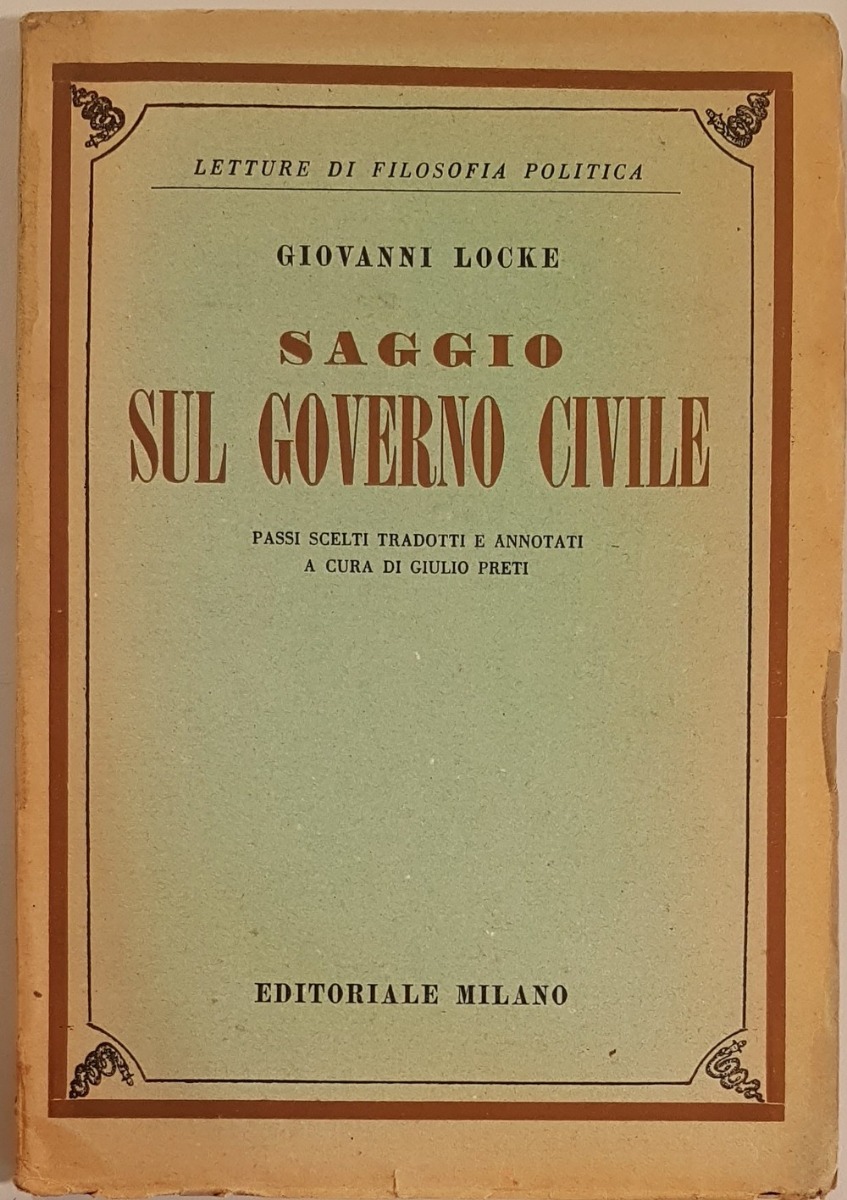 LETTURE DI FILOSOFIA POLITICA
GIOVANNI LOCKE
SAGGIO
SUL GOVERNO CIVILE
PASSI SCELTI TRADOTTI E ANNOTATI
A CURA DI GIULIO PRETI
EDITORIALE MILANO